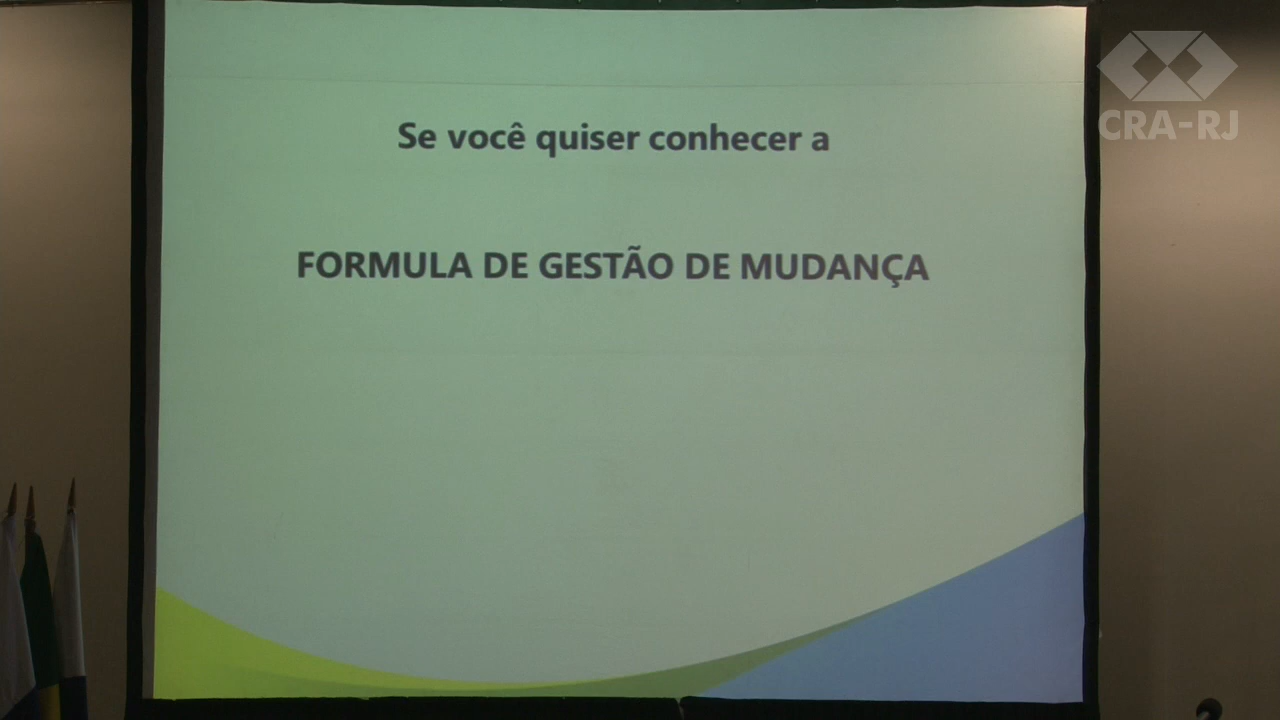 CRA-RJ
Se você quiser conhecer a
FORMULA DE GESTÃO DE MUDANÇA